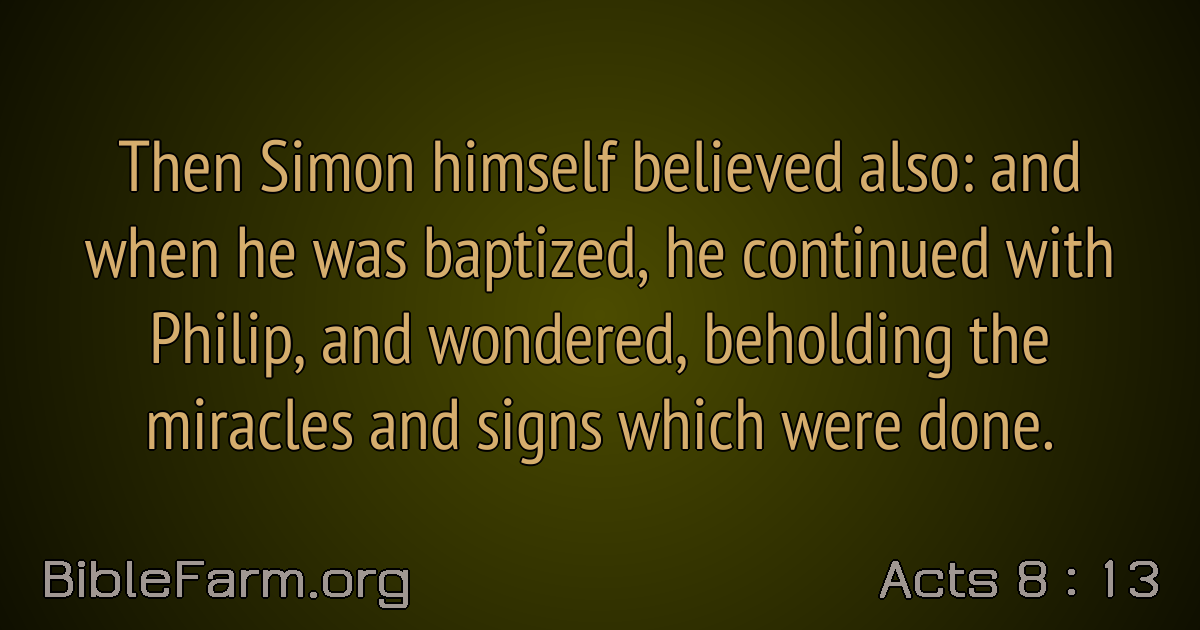 Then Simon himself believed also: and
when he was baptized, he continued with
Philip, and wondered, beholding the
miracles and signs which were done.
BibleFarm.org
Acts 8 : 13